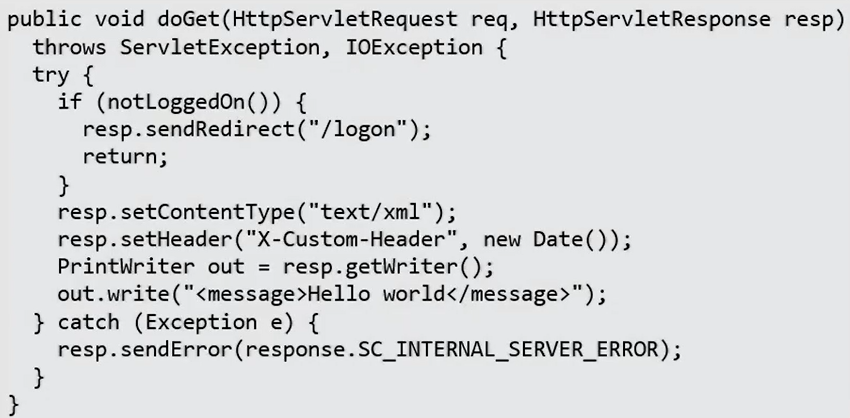 public void doGet(HttpServletRequest req, HttpServletResponse resp)
  throws ServletException, IOException {
  try {
    if (notLoggedOn()) {
      resp.sendRedirect("/logon");
      return;
    }
    resp.setContentType("text/xml");
    resp.setHeader("X-Custom-Header", new Date());
    PrintWriter out = resp.getWriter();
    out.write("<message>Hello world</message>");
  } catch (Exception e) {
    resp.sendError(response.SC_INTERNAL_SERVER_ERROR);
  }
}